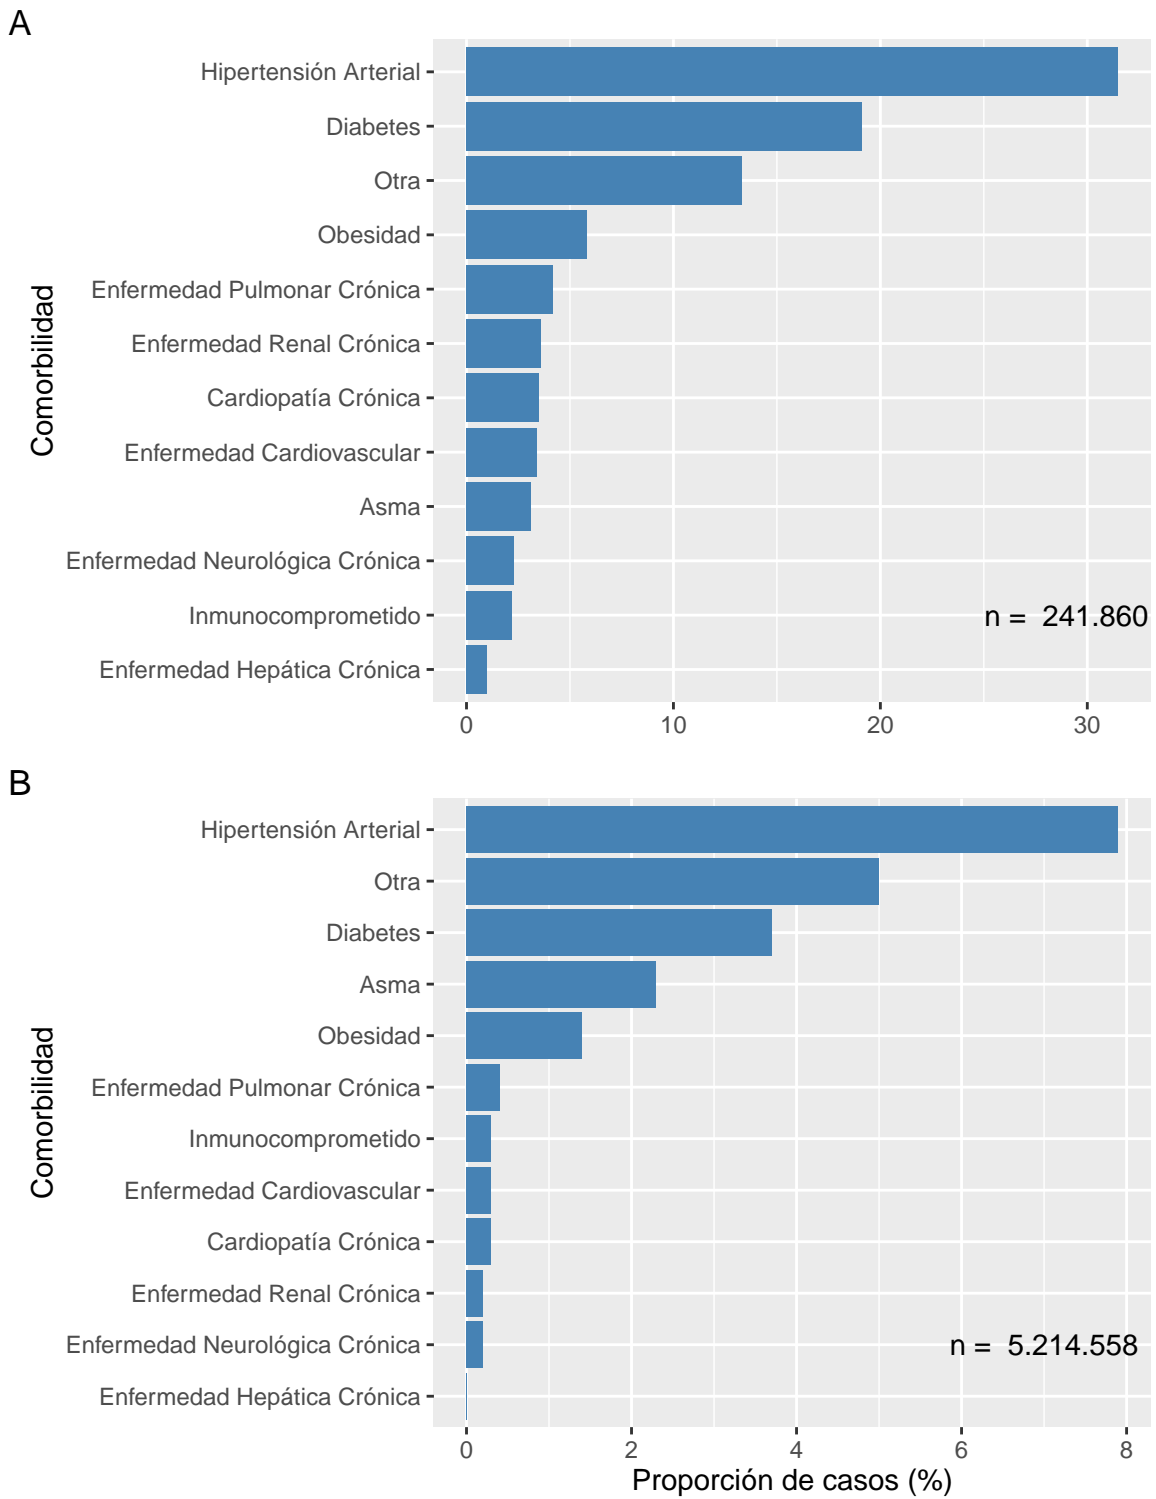 A
Hipertensión Arterial
Diabetes
Otra
Obesidad
Enfermedad Pulmonar Crónica
Enfermedad Renal Crónica
Cardiopatía Crónica
Enfermedad Cardiovascular
Asma
Enfermedad Neurológica Crónica
Inmunocomprometido
Enfermedad Hepática Crónica
Comorbilidad
n = 241.860
0 10 20 30
B
Hipertensión Arterial
Otra
Diabetes
Asma
Obesidad
Enfermedad Pulmonar Crónica
Inmunocomprometido
Enfermedad Cardiovascular
Cardiopatía Crónica
Enfermedad Renal Crónica
Enfermedad Neurológica Crónica
Enfermedad Hepática Crónica
Comorbilidad
n = 5.214.558
0 2 4 6 8
Proporción de casos (%)